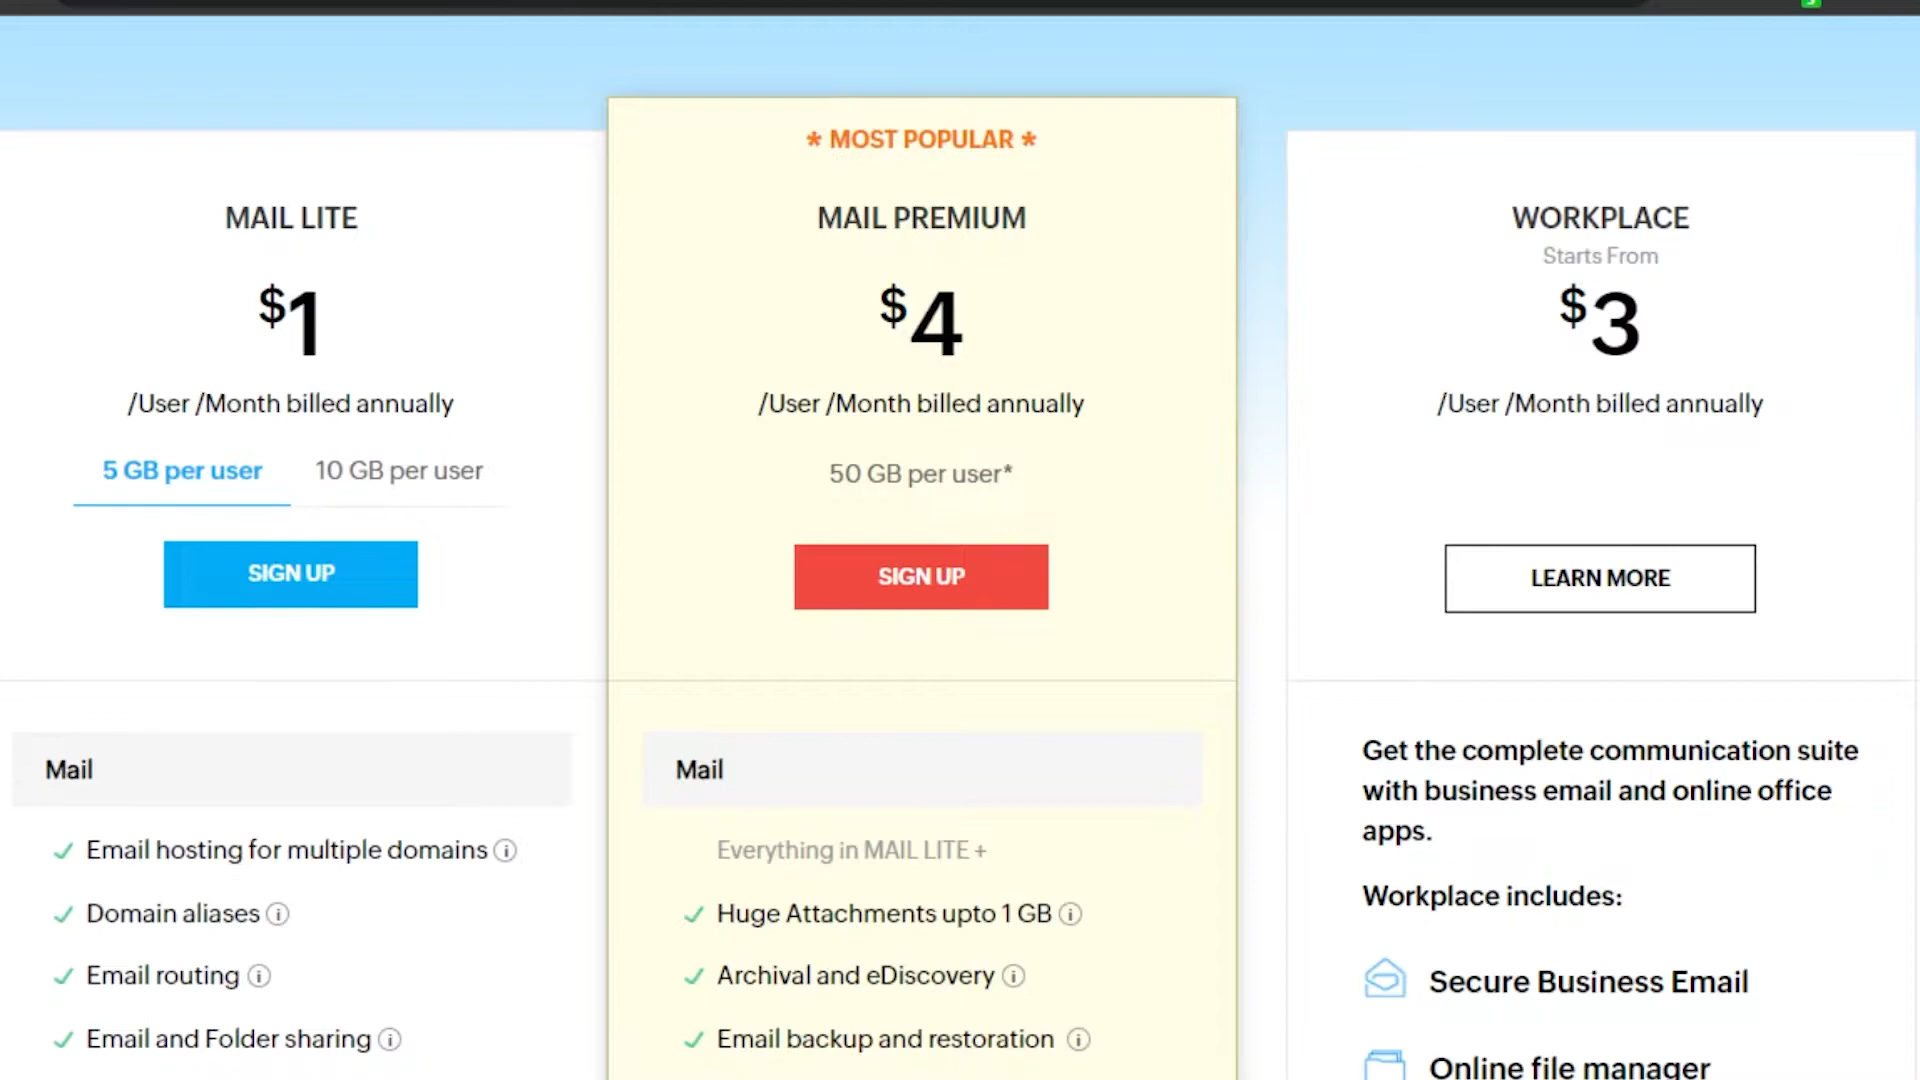 MAIL LITE
$1
/User /Month billed annually
5 GB per user
10 GB per user
SIGN UP
Mail
Email hosting for multiple domains
Domain aliases
Email routing
Email and Folder sharing
* MOST POPULAR *
MAIL PREMIUM
$4
/User /Month billed annually
50 GB per user*
SIGN UP
Mail
Everything in MAIL LITE +
Huge Attachments upto 1 GB
Archival and eDiscovery
Email backup and restoration
WORKPLACE
Starts From
$3
/User /Month billed annually
LEARN MORE
Get the complete communication suite
with business email and online office
apps.
Workplace includes:
Secure Business Email
Online file manager